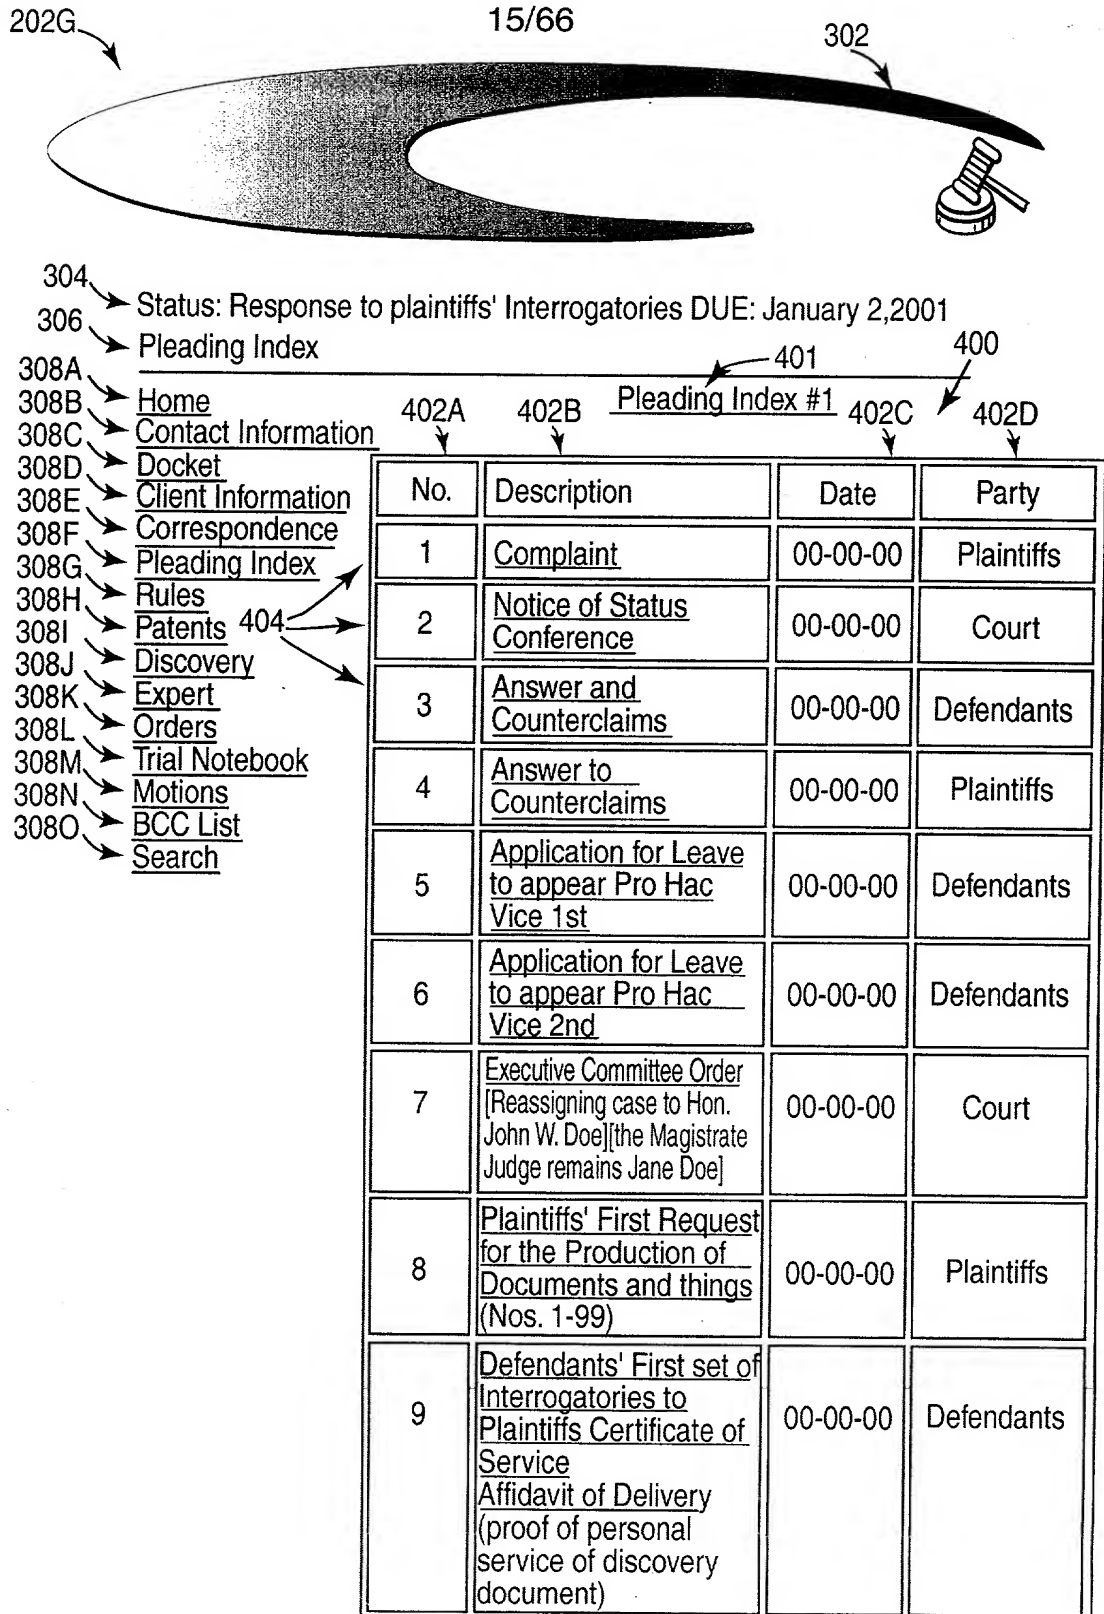 202G
15/66
302
304
Status: Response to plaintiffs' Interrogatories DUE: January 2,2001
306
Pleading Index
401
400
308A
Home
Pleading Index #1
308B
Contact Information
402A
402B
402C
402D
308C
Docket
308D
Client Information
308E
Correspondence
308F
Pleading Index
308G
Rules
308H
Patents
404
308I
Discovery
308J
Expert
308K
Orders
308L
Trial Notebook
308M
Motions
308N
BCC List
308O
Search
No. Description Date Party
1 Complaint 00-00-00 Plaintiffs
2 Notice of Status 00-00-00 Court
Conference
3 Answer and 00-00-00 Defendants
Counterclaims
4 Answer to 00-00-00 Plaintiffs
Counterclaims
Application for Leave
5 to appear Pro Hac 00-00-00 Defendants
Vice 1st
Application for Leave
6 to appear Pro Hac 00-00-00 Defendants
Vice 2nd
Executive Committee Order
7 [Reassigning case to Hon. 00-00-00 Court
John W. Doe][the Magistrate
Judge remains Jane Doe]
Plaintiffs' First Request
for the Production of
8 Documents and things 00-00-00 Plaintiffs
(Nos. 1-99)
Defendants' First set of
Interrogatories to
9 Plaintiffs Certificate of 00-00-00 Defendants
Service
Affidavit of Delivery
(proof of personal
service of discovery
document)